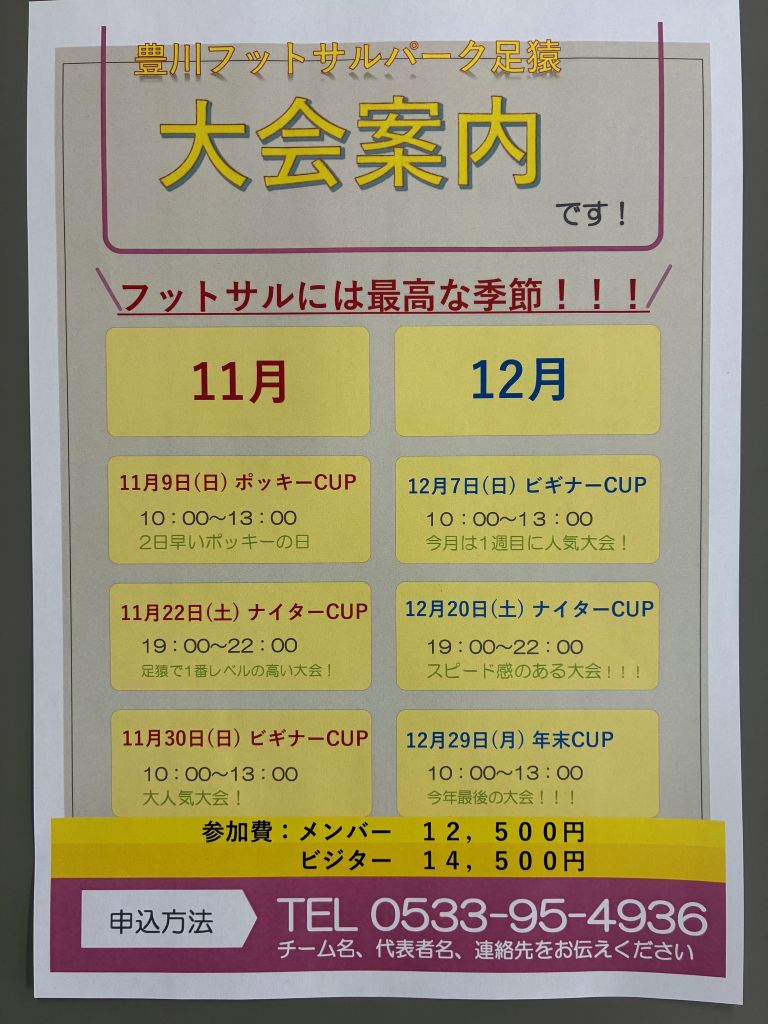 豊川フットサルパーク足猿
大会案内
です！
フットサルには最高な季節！！！
11月
11月9日(日) ポッキーCUP
10：00～13：00
2日早いポッキーの日
11月22日(土) ナイターCUP
19：00～22：00
足猿で1番レベルの高い大会！
11月30日(日) ビギナーCUP
10：00～13：00
大人気大会！
12月
12月7日(日) ビギナーCUP
10：00～13：00
今月は1週目に人気大会！
12月20日(土) ナイターCUP
19：00～22：00
スピード感のある大会！！！
12月29日(月) 年末CUP
10：00～13：00
今年最後の大会！！！
参加費：メンバー　１２，５００円
ビジター　１４，５００円
申込方法
TEL 0533-95-4936
チーム名、代表者名、連絡先をお伝えください